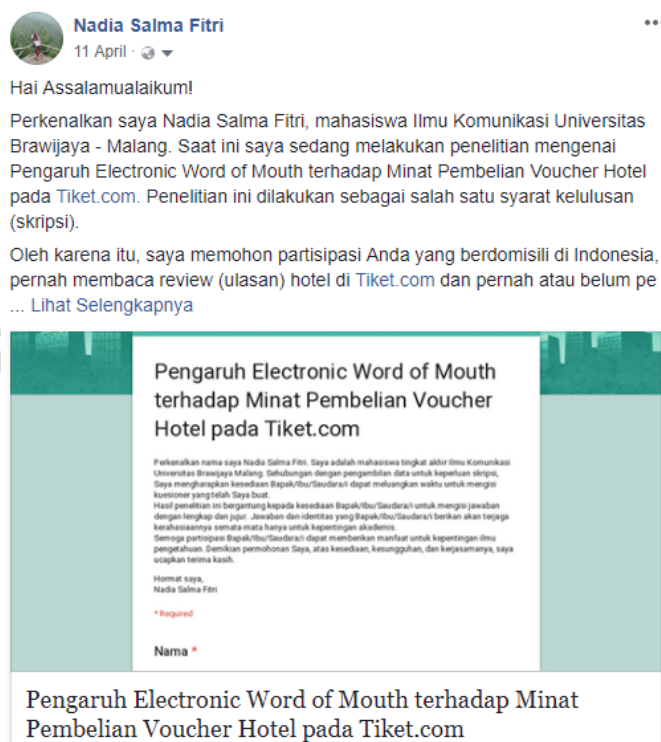 Nadia Salma Fitri
11 April ·
Hai Assalamualaikum!
Perkenalkan saya Nadia Salma Fitri, mahasiswa Ilmu Komunikasi Universitas
Brawijaya - Malang. Saat ini saya sedang melakukan penelitian mengenai
Pengaruh Electronic Word of Mouth terhadap Minat Pembelian Voucher Hotel
pada Tiket.com. Penelitian ini dilakukan sebagai salah satu syarat kelulusan
(skripsi).
Oleh karena itu, saya memohon partisipasi Anda yang berdomisili di Indonesia,
pernah membaca review (ulasan) hotel di Tiket.com dan pernah atau belum pe
... Lihat Selengkapnya
Pengaruh Electronic Word of Mouth
terhadap Minat Pembelian Voucher
Hotel pada Tiket.com
Perkenalkan nama saya Nadia Salma Fitri. Saya adalah mahasiswa tingkat akhir Ilmu Komunikasi
Universitas Brawijaya Malang. Sehubungan dengan pengambilan data untuk keperluan skripsi,
Saya mengharapkan kesediaan Bapak/Ibu/Saudara/i dapat meluangkan waktu untuk mengisi
kuesioner yang telah Saya buat.
Hasil penelitian ini bergantung kepada kesediaan Bapak/Ibu/Saudara/i untuk mengisi jawaban
dengan lengkap dan jujur. Jawaban dan identitas yang Bapak/Ibu/Saudara/i berikan akan terjaga
kerahasiaannya semata-mata hanya untuk kepentingan akademis.
Semoga partisipasi Bapak/Ibu/Saudara/i dapat memberikan manfaat untuk kepentingan ilmu
pengetahuan. Demikian permohonan Saya, atas kesediaan, kesungguhan, dan kerjasamanya, saya
ucapkan terima kasih.
Hormat saya,
Nadia Salma Fitri
* Required
Nama *
Pengaruh Electronic Word of Mouth terhadap Minat
Pembelian Voucher Hotel pada Tiket.com